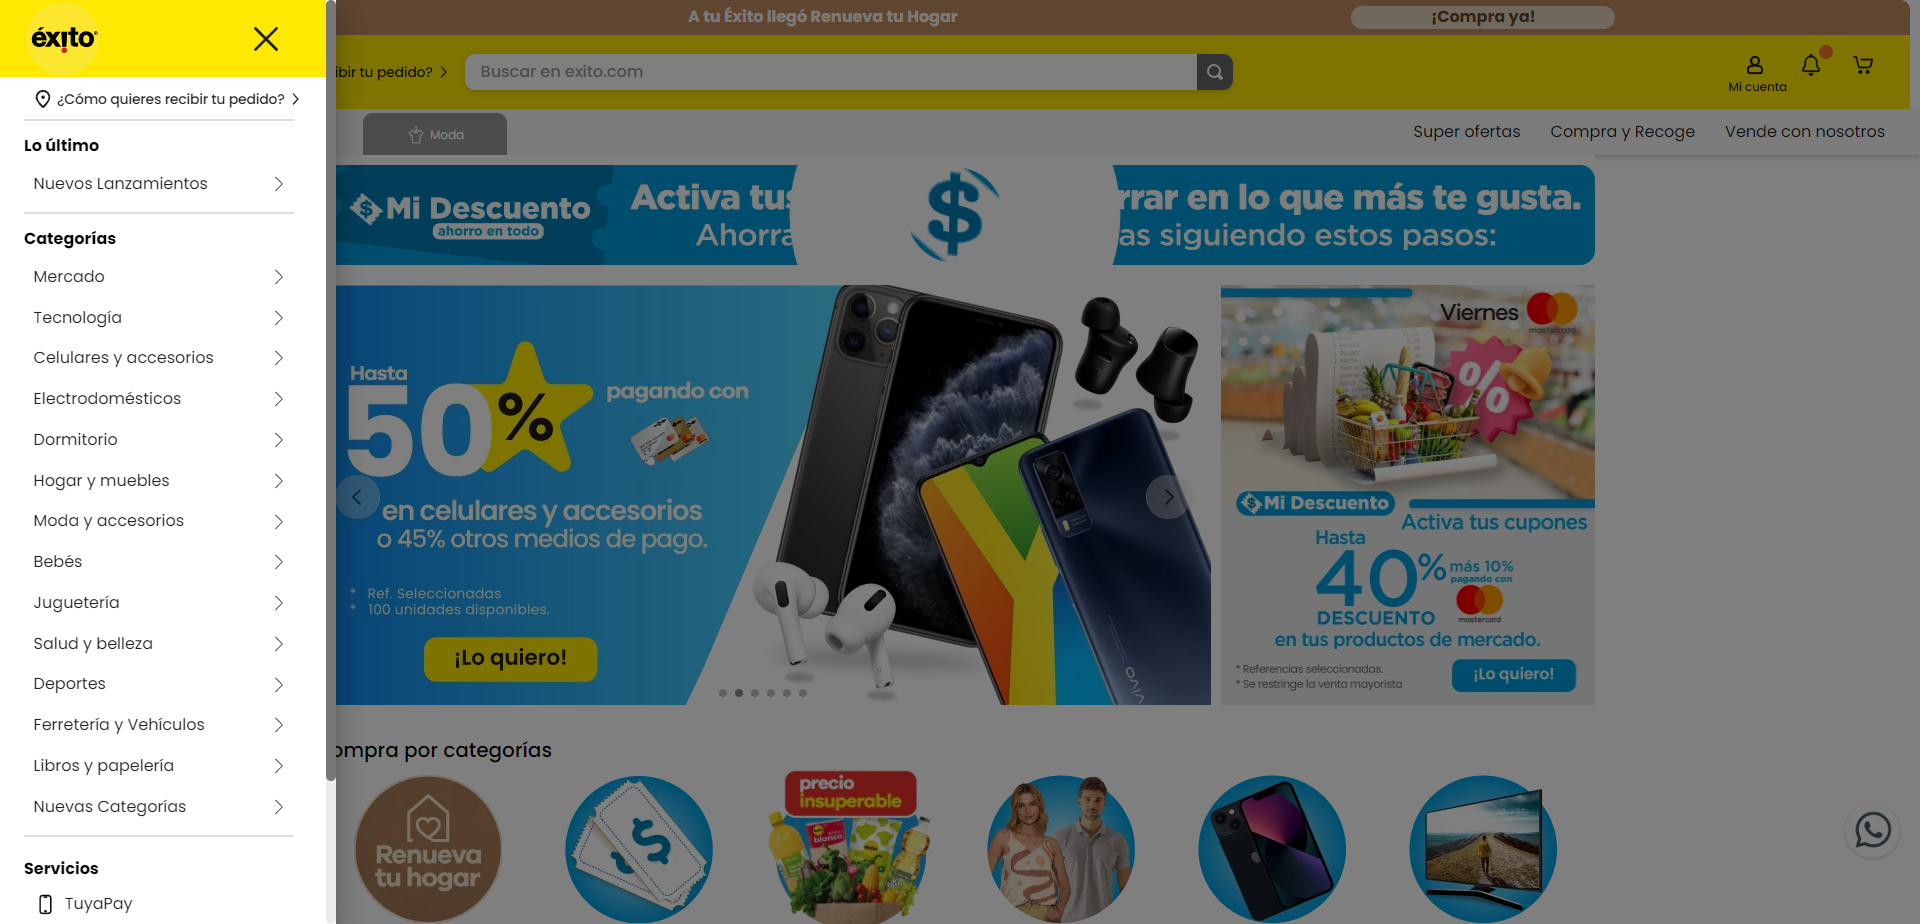 éxito
¿Cómo quieres recibir tu pedido?
Lo último
Nuevos Lanzamientos
Categorías
Mercado
Tecnología
Celulares y accesorios
Electrodomésticos
Dormitorio
Hogar y muebles
Moda y accesorios
Bebés
Juguetería
Salud y belleza
Deportes
Ferretería y Vehículos
Libros y papelería
Nuevas Categorías
Servicios
TuyaPay
A tu Éxito llegó Renueva tu Hogar
¡Compra ya!
ibir tu pedido?
Buscar en exito.com
Mi cuenta
Moda
Super ofertas
Compra y Recoge
Vende con nosotros
$ Mi Descuento
ahorro en todo
Activa tus
Ahorra
$
rrar en lo que más te gusta.
as siguiendo estos pasos:
Hasta
50%
pagando con
en celulares y accesorios
o 45% otros medios de pago.
* Ref. Seleccionadas
* 100 unidades disponibles.
¡Lo quiero!
VIVO
Viernes
mastercard
%
$ Mi Descuento
Activa tus cupones
Hasta
40%
más 10%
pagando con
mastercard
DESCUENTO
en tus productos de mercado.
* Referencias seleccionadas.
* Se restringe la venta mayorista
¡Lo quiero!
ompra por categorías
Renueva
tu hogar
$
precio
insuperable